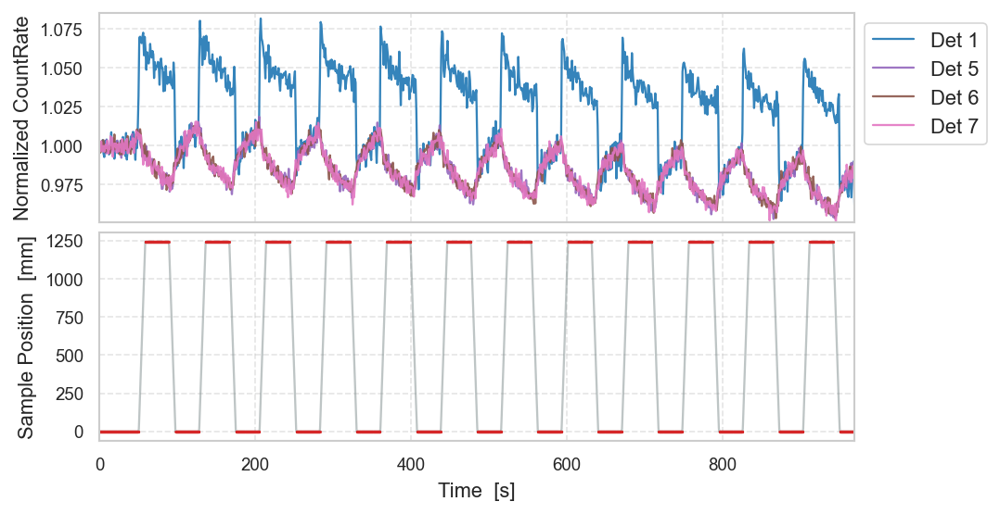 Normalized CountRate
1.075
1.050
1.025
1.000
0.975
Det 1
Det 5
Det 6
Det 7
Sample Position [mm]
1250
1000
750
500
250
0
0
200
400
600
800
Time [s]